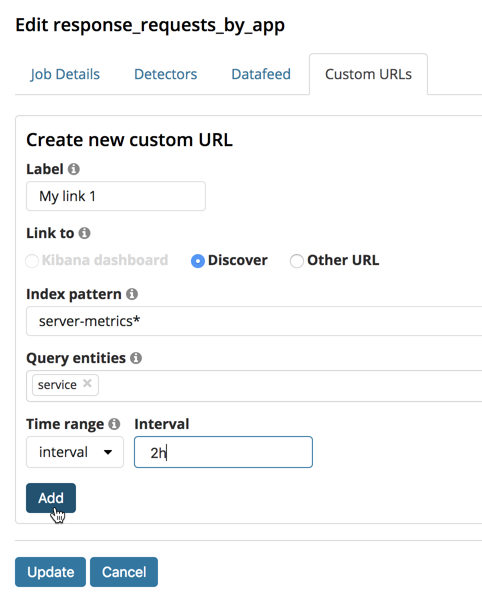 Edit response_requests_by_app
Job Details Detectors Datafeed Custom URLs
Create new custom URL
Label
My link 1
Link to
Kibana dashboard Discover Other URL
Index pattern
server-metrics*
Query entities
service
Time range Interval
interval 2h
Add
Update Cancel